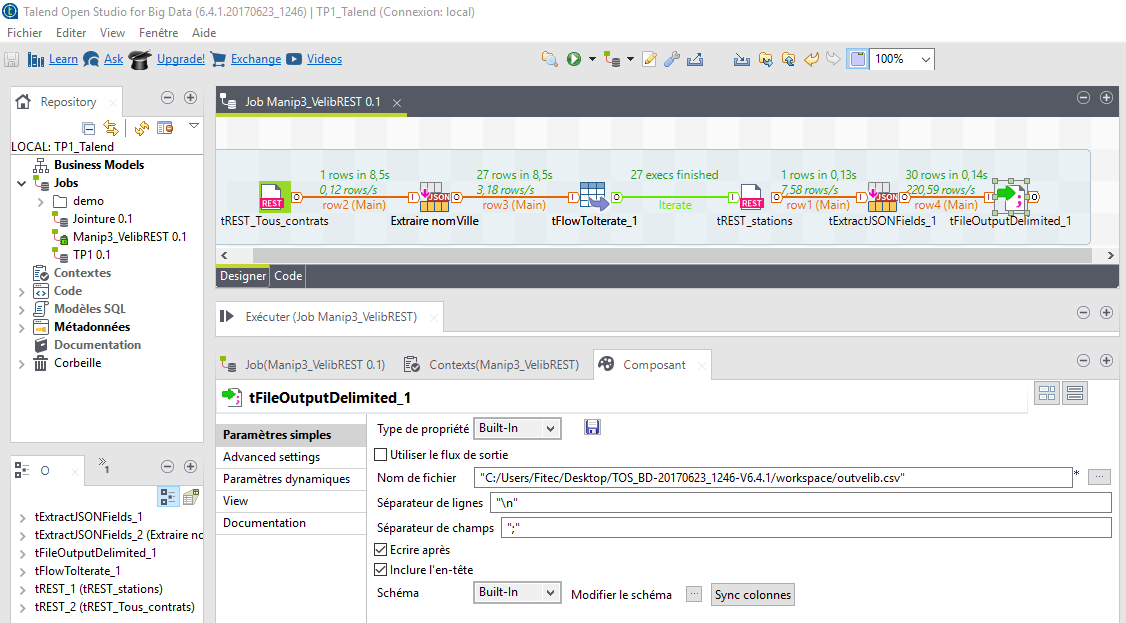 Talend Open Studio for Big Data (6.4.1.20170623_1246) | TP1_Talend (Connexion: local)
Fichier Editer View Fenêtre Aide
Learn Ask Upgrade! Exchange Videos 100%
Repository
LOCAL: TP1_Talend
Business Models
Jobs
demo
Jointure 0.1
Manip3_VelibREST 0.1
TP1 0.1
Contextes
Code
Modèles SQL
Métadonnées
Documentation
Corbeille
O
1
tExtractJSONFields_1
tExtractJSONFields_2 (Extraire no
tFileOutputDelimited_1
tFlowToIterate_1
tREST_1 (tREST_stations)
tREST_2 (tREST_Tous_contrats)
Job Manip3_VelibREST 0.1
1 rows in 8,5s 27 rows in 8,5s 27 execs finished 1 rows in 0,13s 30 rows in 0,14s
0,12 rows/s 3,18 rows/s 7,58 rows/s 220,59 rows/s
REST JSON REST JSON
row2 (Main) row3 (Main) Iterate row1 (Main) row4 (Main)
tREST_Tous_contrats Extraire nomVille tFlowToIterate_1 tREST_stations tExtractJSONFields_1 tFileOutputDelimited_1
Designer Code
Exécuter (Job Manip3_VelibREST)
Job(Manip3_VelibREST 0.1) Contexts(Manip3_VelibREST) Composant
tFileOutputDelimited_1
Paramètres simples
Advanced settings
Paramètres dynamiques
View
Documentation
Type de propriété Built-In
Utiliser le flux de sortie
Nom de fichier "C:/Users/Fitec/Desktop/TOS_BD-20170623_1246-V6.4.1/workspace/outvelib.csv" * ...
Séparateur de lignes "\n"
Séparateur de champs ";"
Ecrire après
Inclure l'en-tête
Schéma Built-In Modifier le schéma ... Sync colonnes